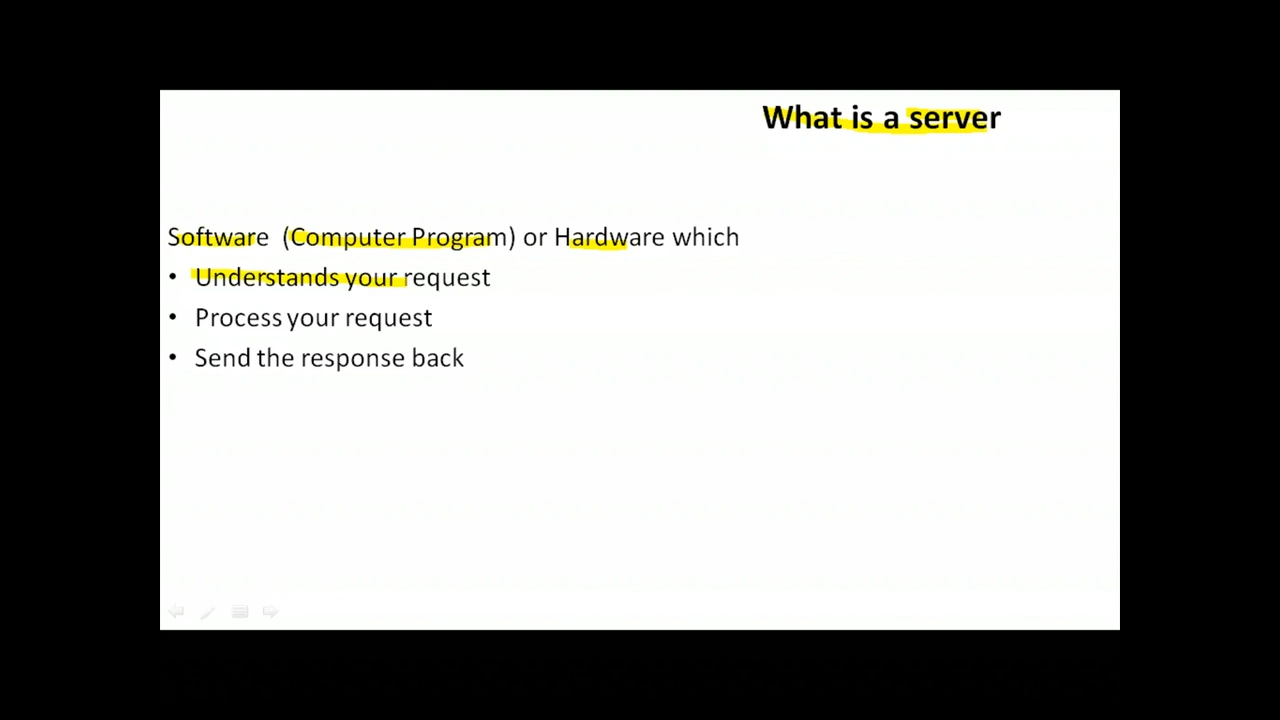 What is a server
Software (Computer Program) or Hardware which
• Understands your request
• Process your request
• Send the response back